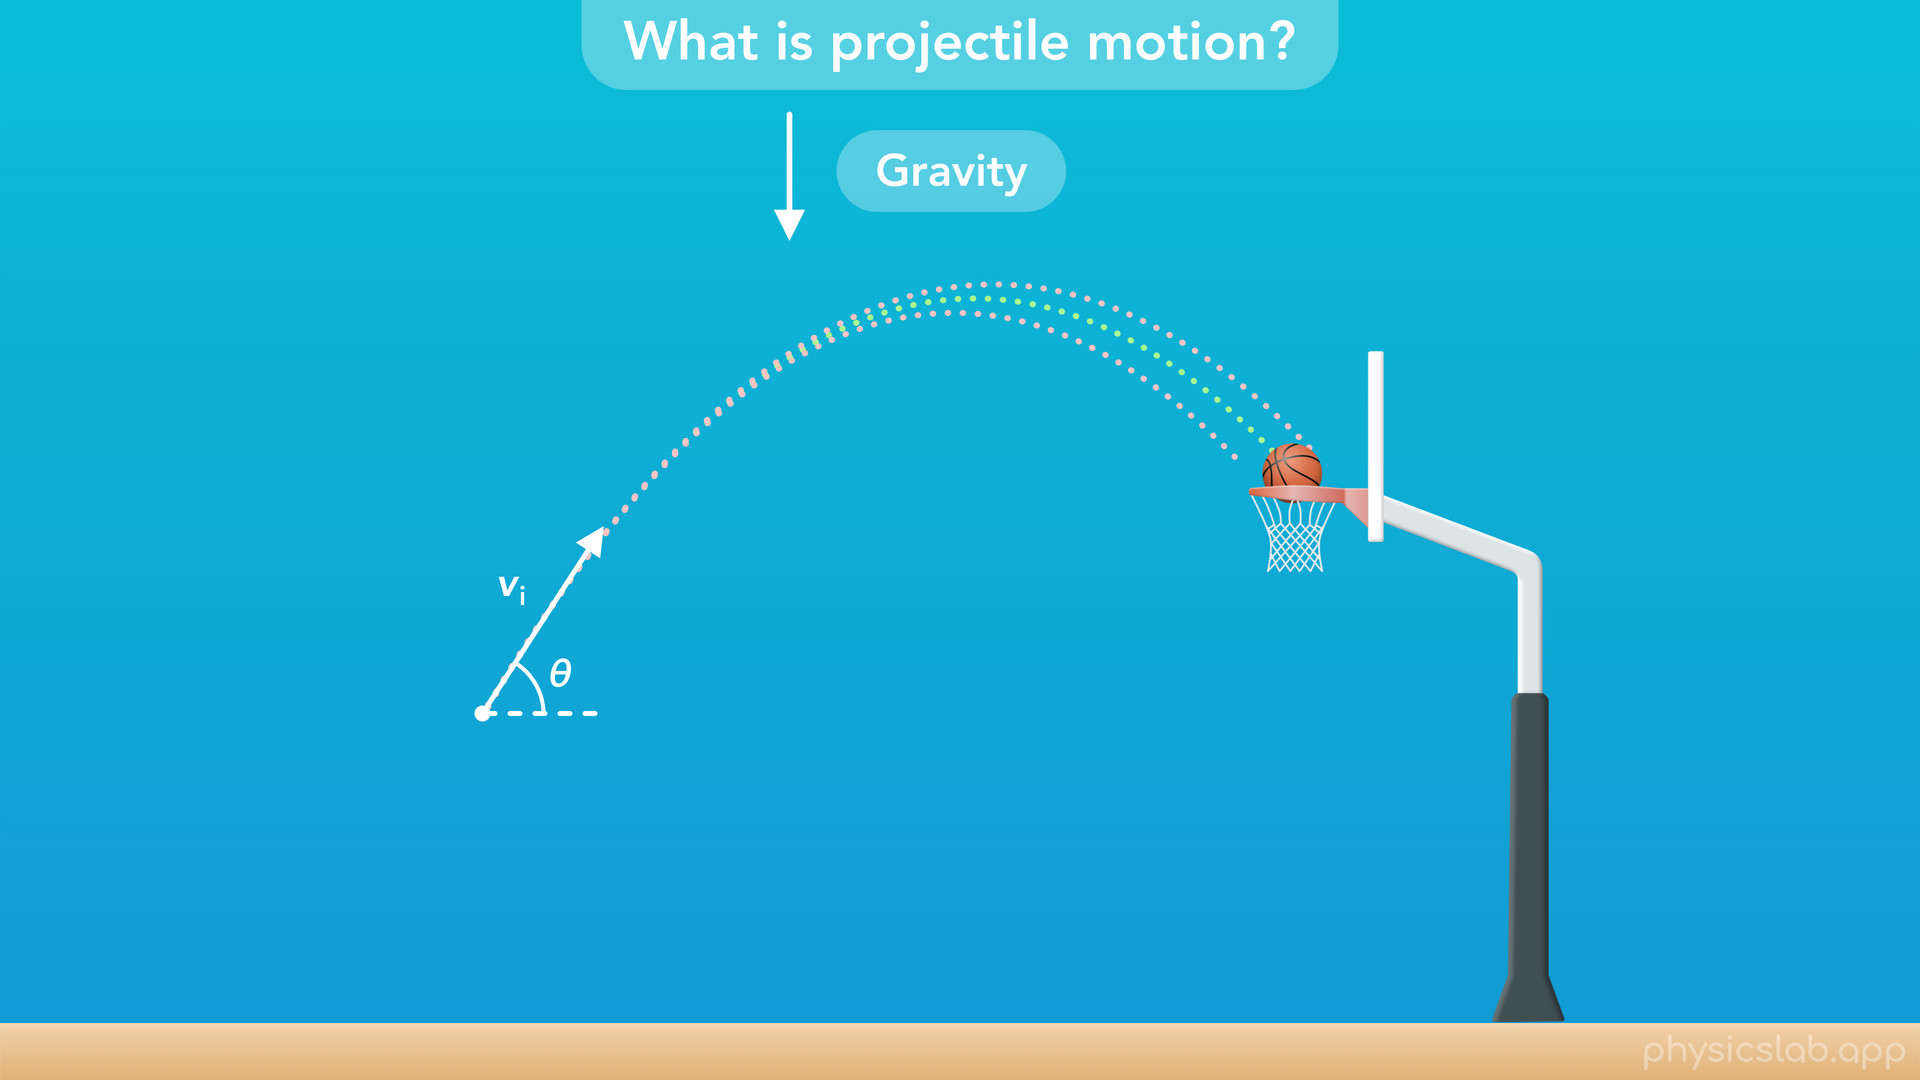 What is projectile motion?
Gravity
vi
θ
physicslab.app